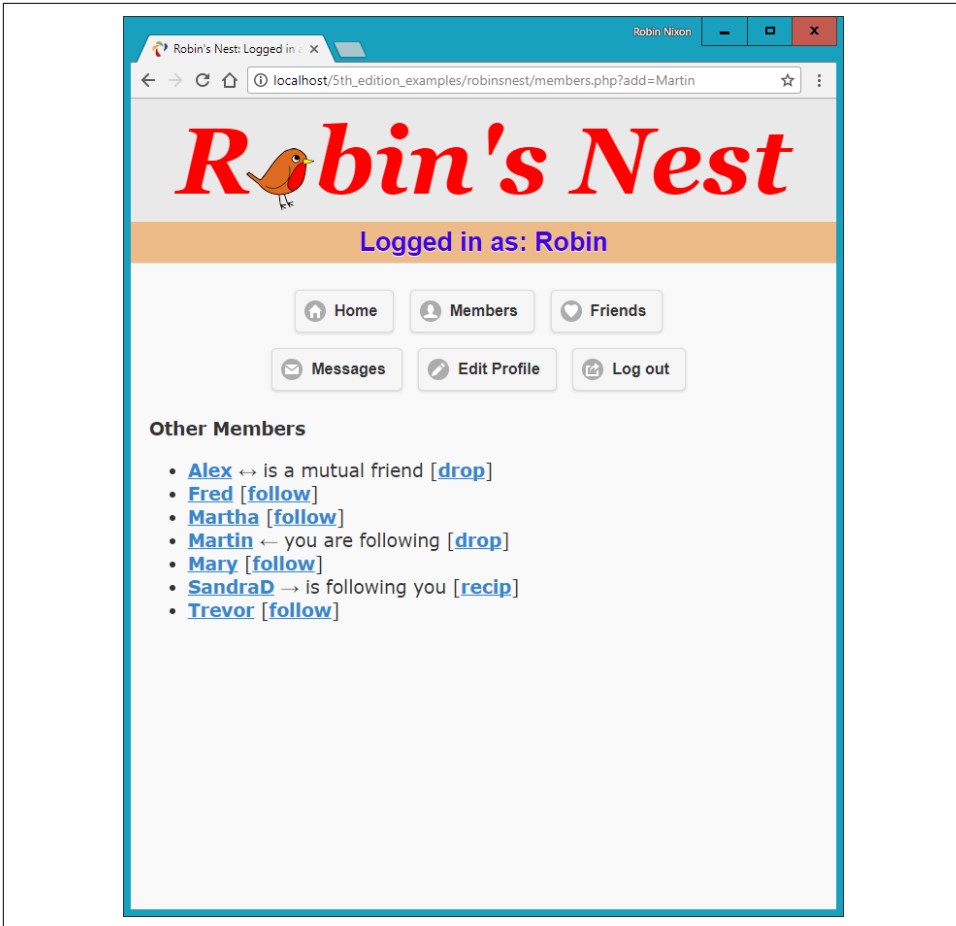 Robin Nixon
Robin's Nest: Logged in a
localhost/5th_edition_examples/robinsnest/members.php?add=Martin
Robin's Nest
Logged in as: Robin
Home Members Friends
Messages Edit Profile Log out
Other Members
• Alex ↔ is a mutual friend [drop]
• Fred [follow]
• Martha [follow]
• Martin ← you are following [drop]
• Mary [follow]
• SandraD → is following you [recip]
• Trevor [follow]